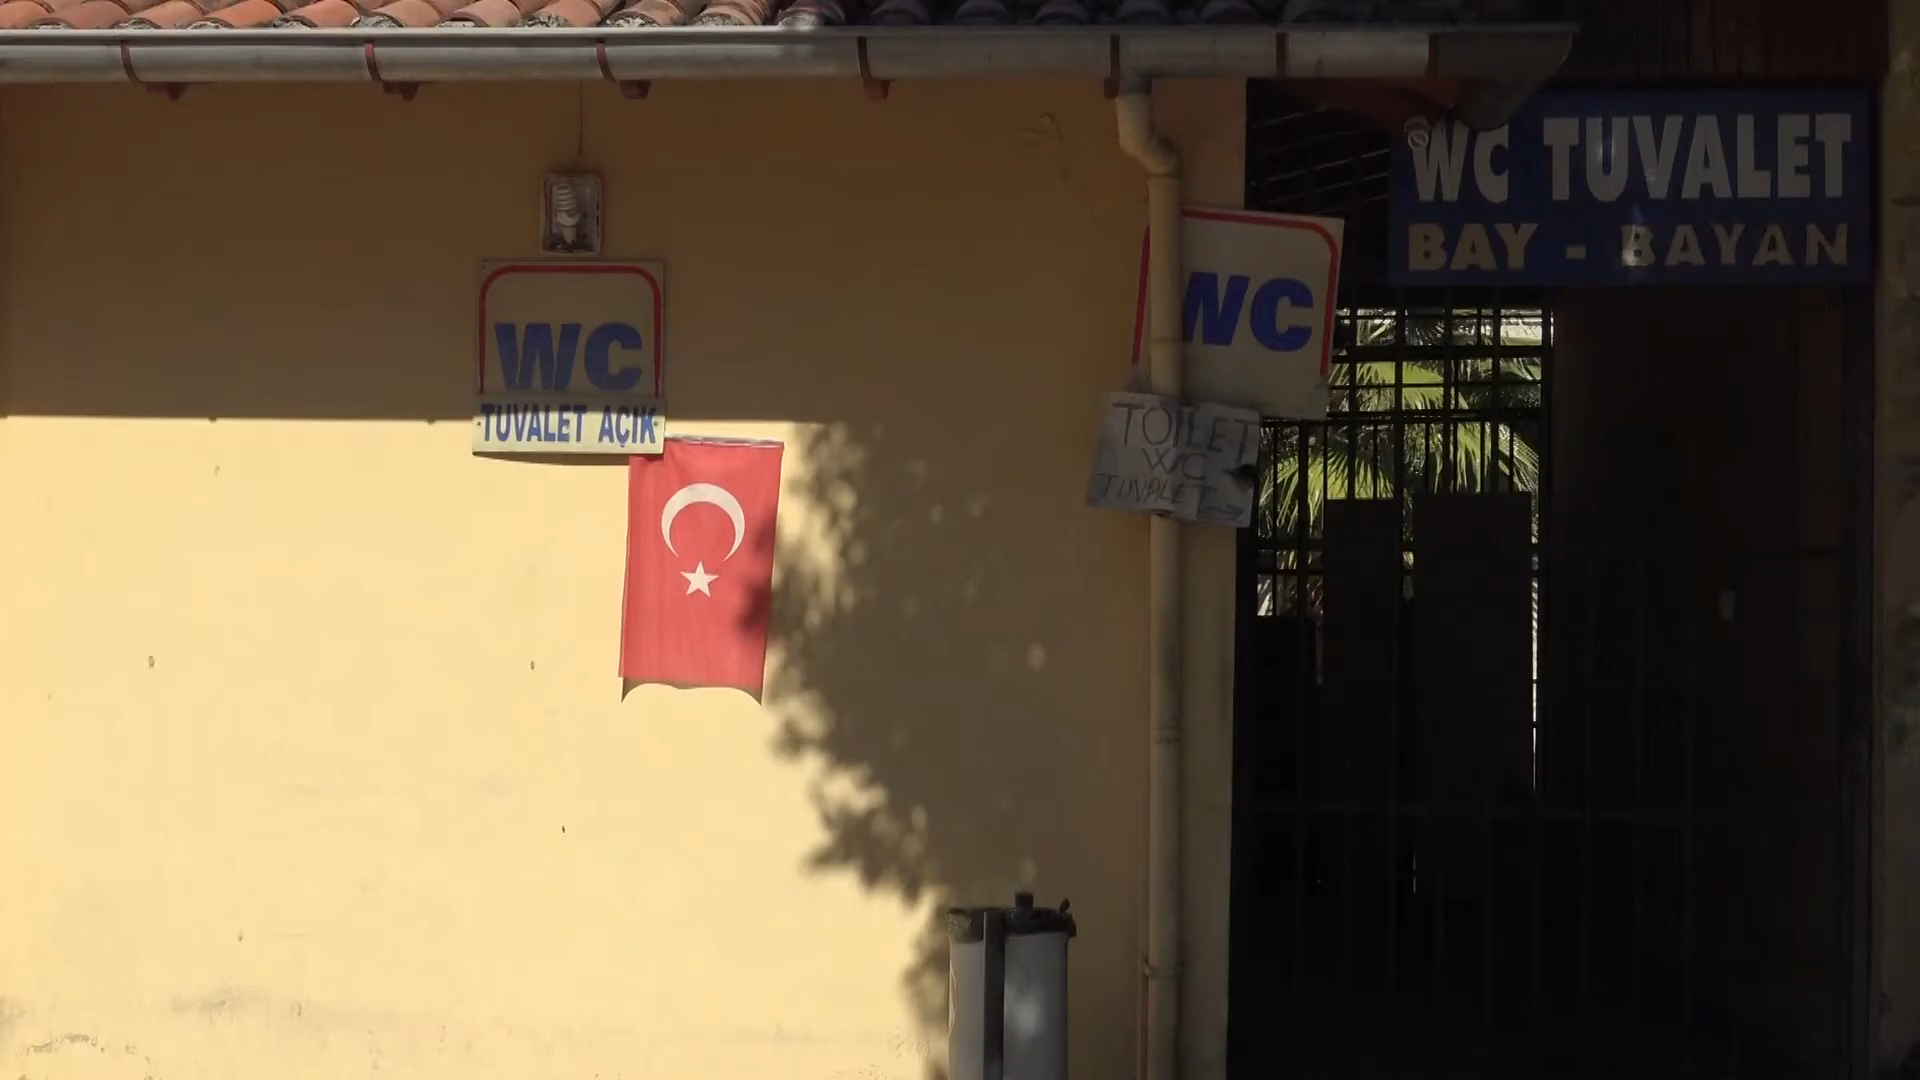 WC
TUVALET AÇIK
WC
TOILET
WC
TUVALET
WC TUVALET
BAY - BAYAN